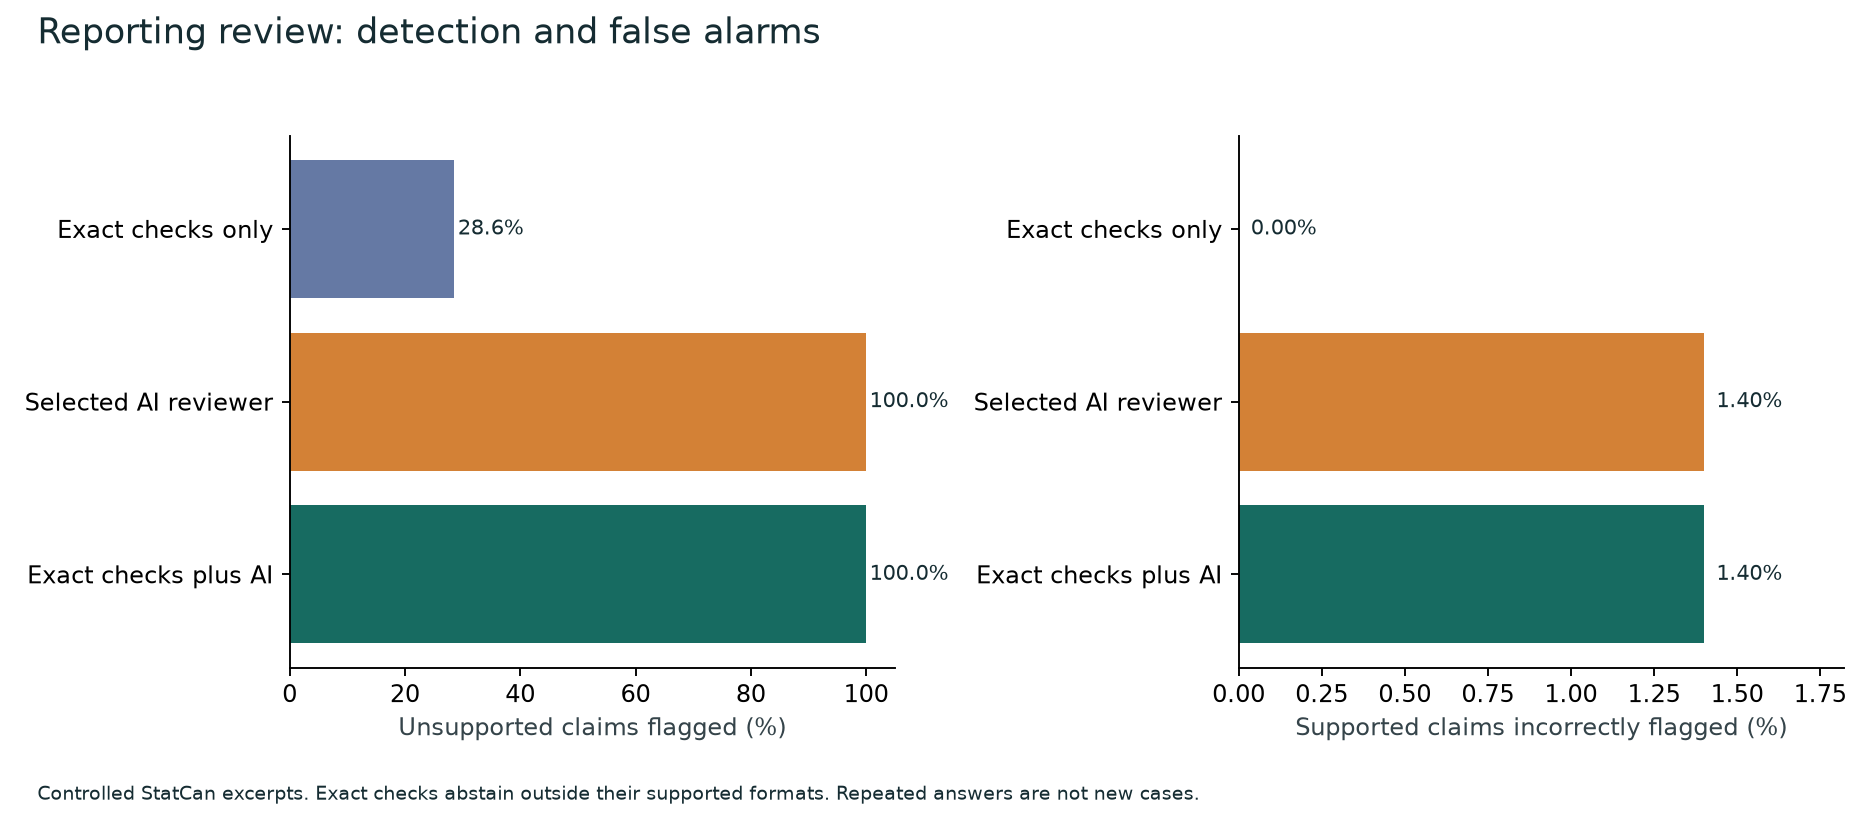 Reporting review: detection and false alarms
Exact checks only
28.6%
Selected AI reviewer
100.0%
Exact checks plus AI
100.0%
0 20 40 60 80 100
Unsupported claims flagged (%)
Exact checks only
0.00%
Selected AI reviewer
1.40%
Exact checks plus AI
1.40%
0.00 0.25 0.50 0.75 1.00 1.25 1.50 1.75
Supported claims incorrectly flagged (%)
Controlled StatCan excerpts. Exact checks abstain outside their supported formats. Repeated answers are not new cases.